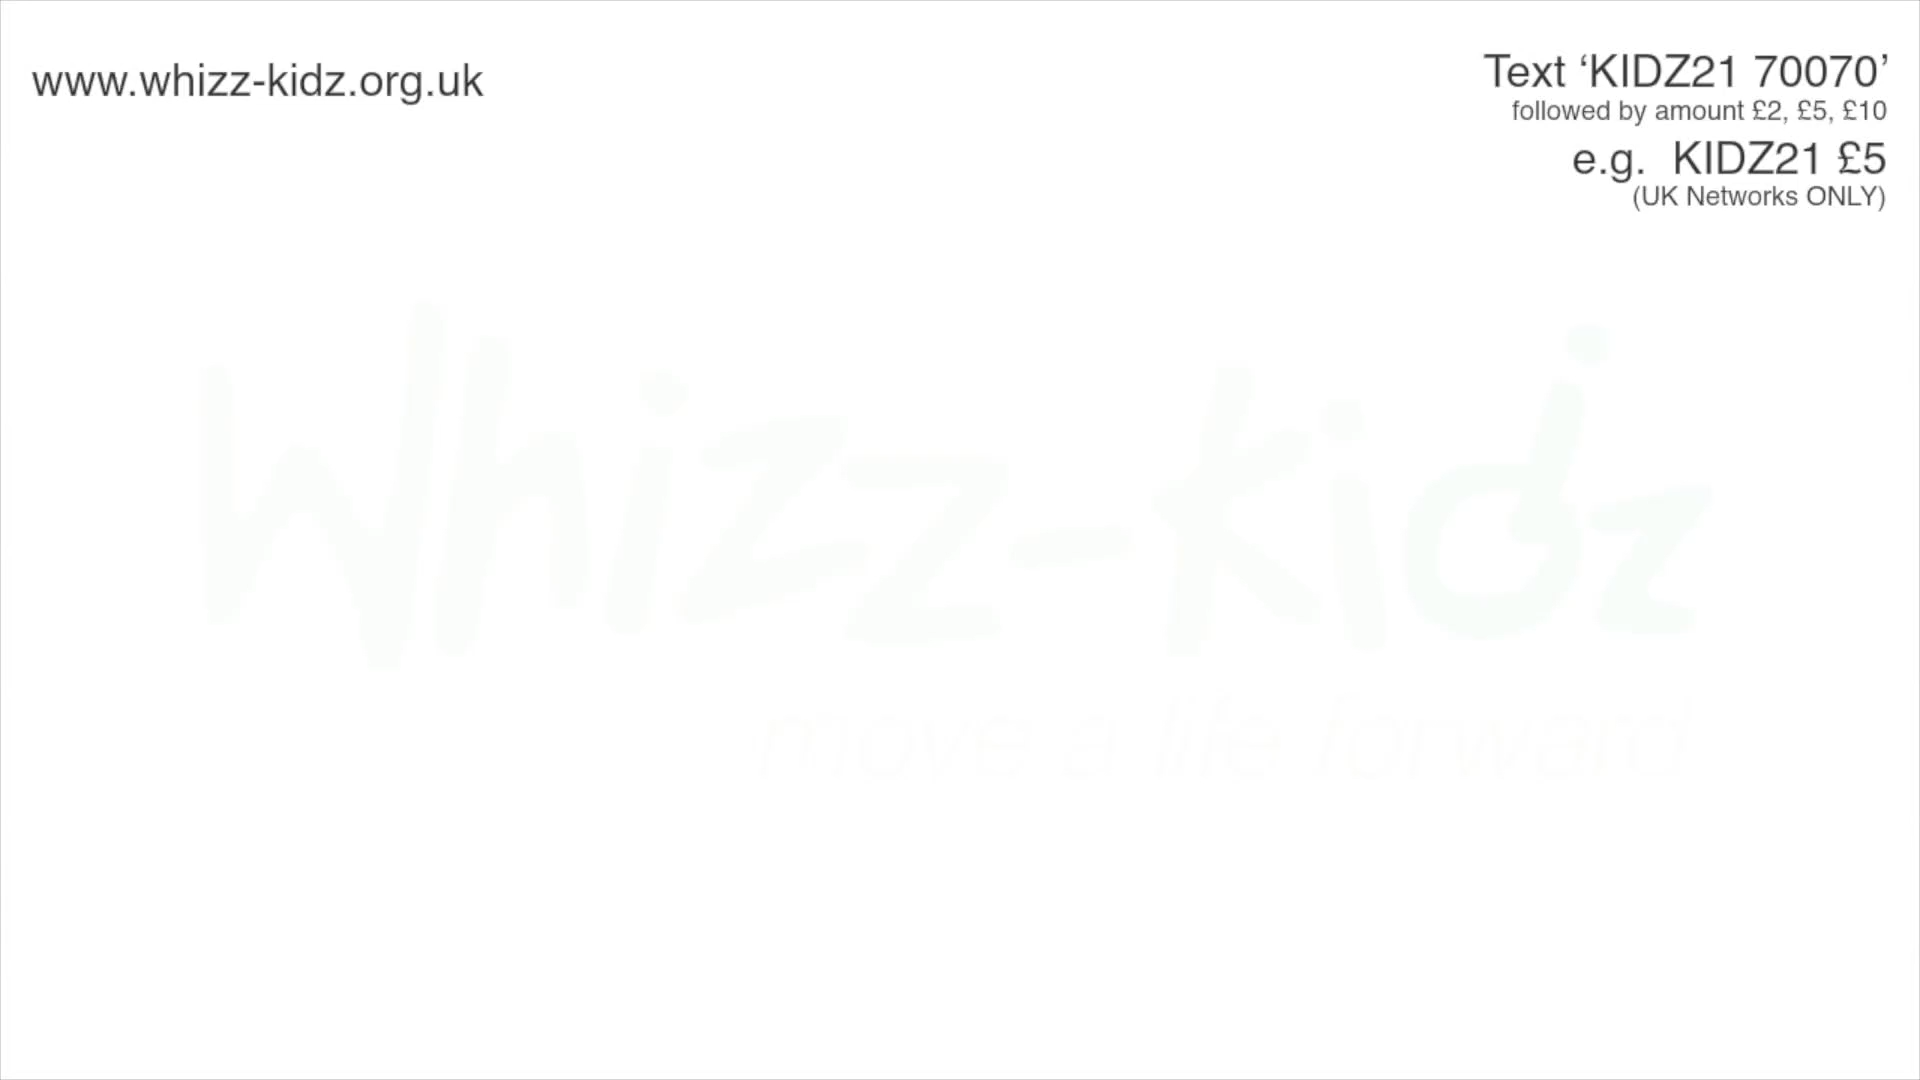 www.whizz-kidz.org.uk
Text ‘KIDZ21 70070’
followed by amount £2, £5, £10
e.g. KIDZ21 £5
(UK Networks ONLY)
Whizz-Kidz
move a life forward